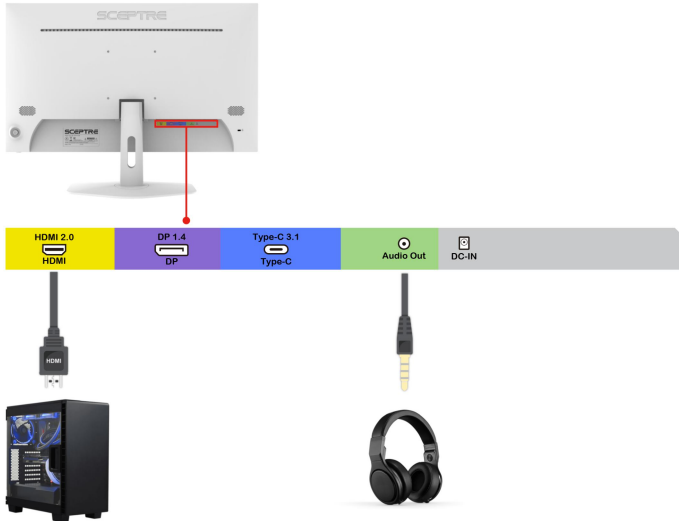 SCEPTRE
SCEPTRE
HDMI 2.0
HDMI
DP 1.4
DP
Type-C 3.1
Type-C
Audio Out
DC-IN
HDMI